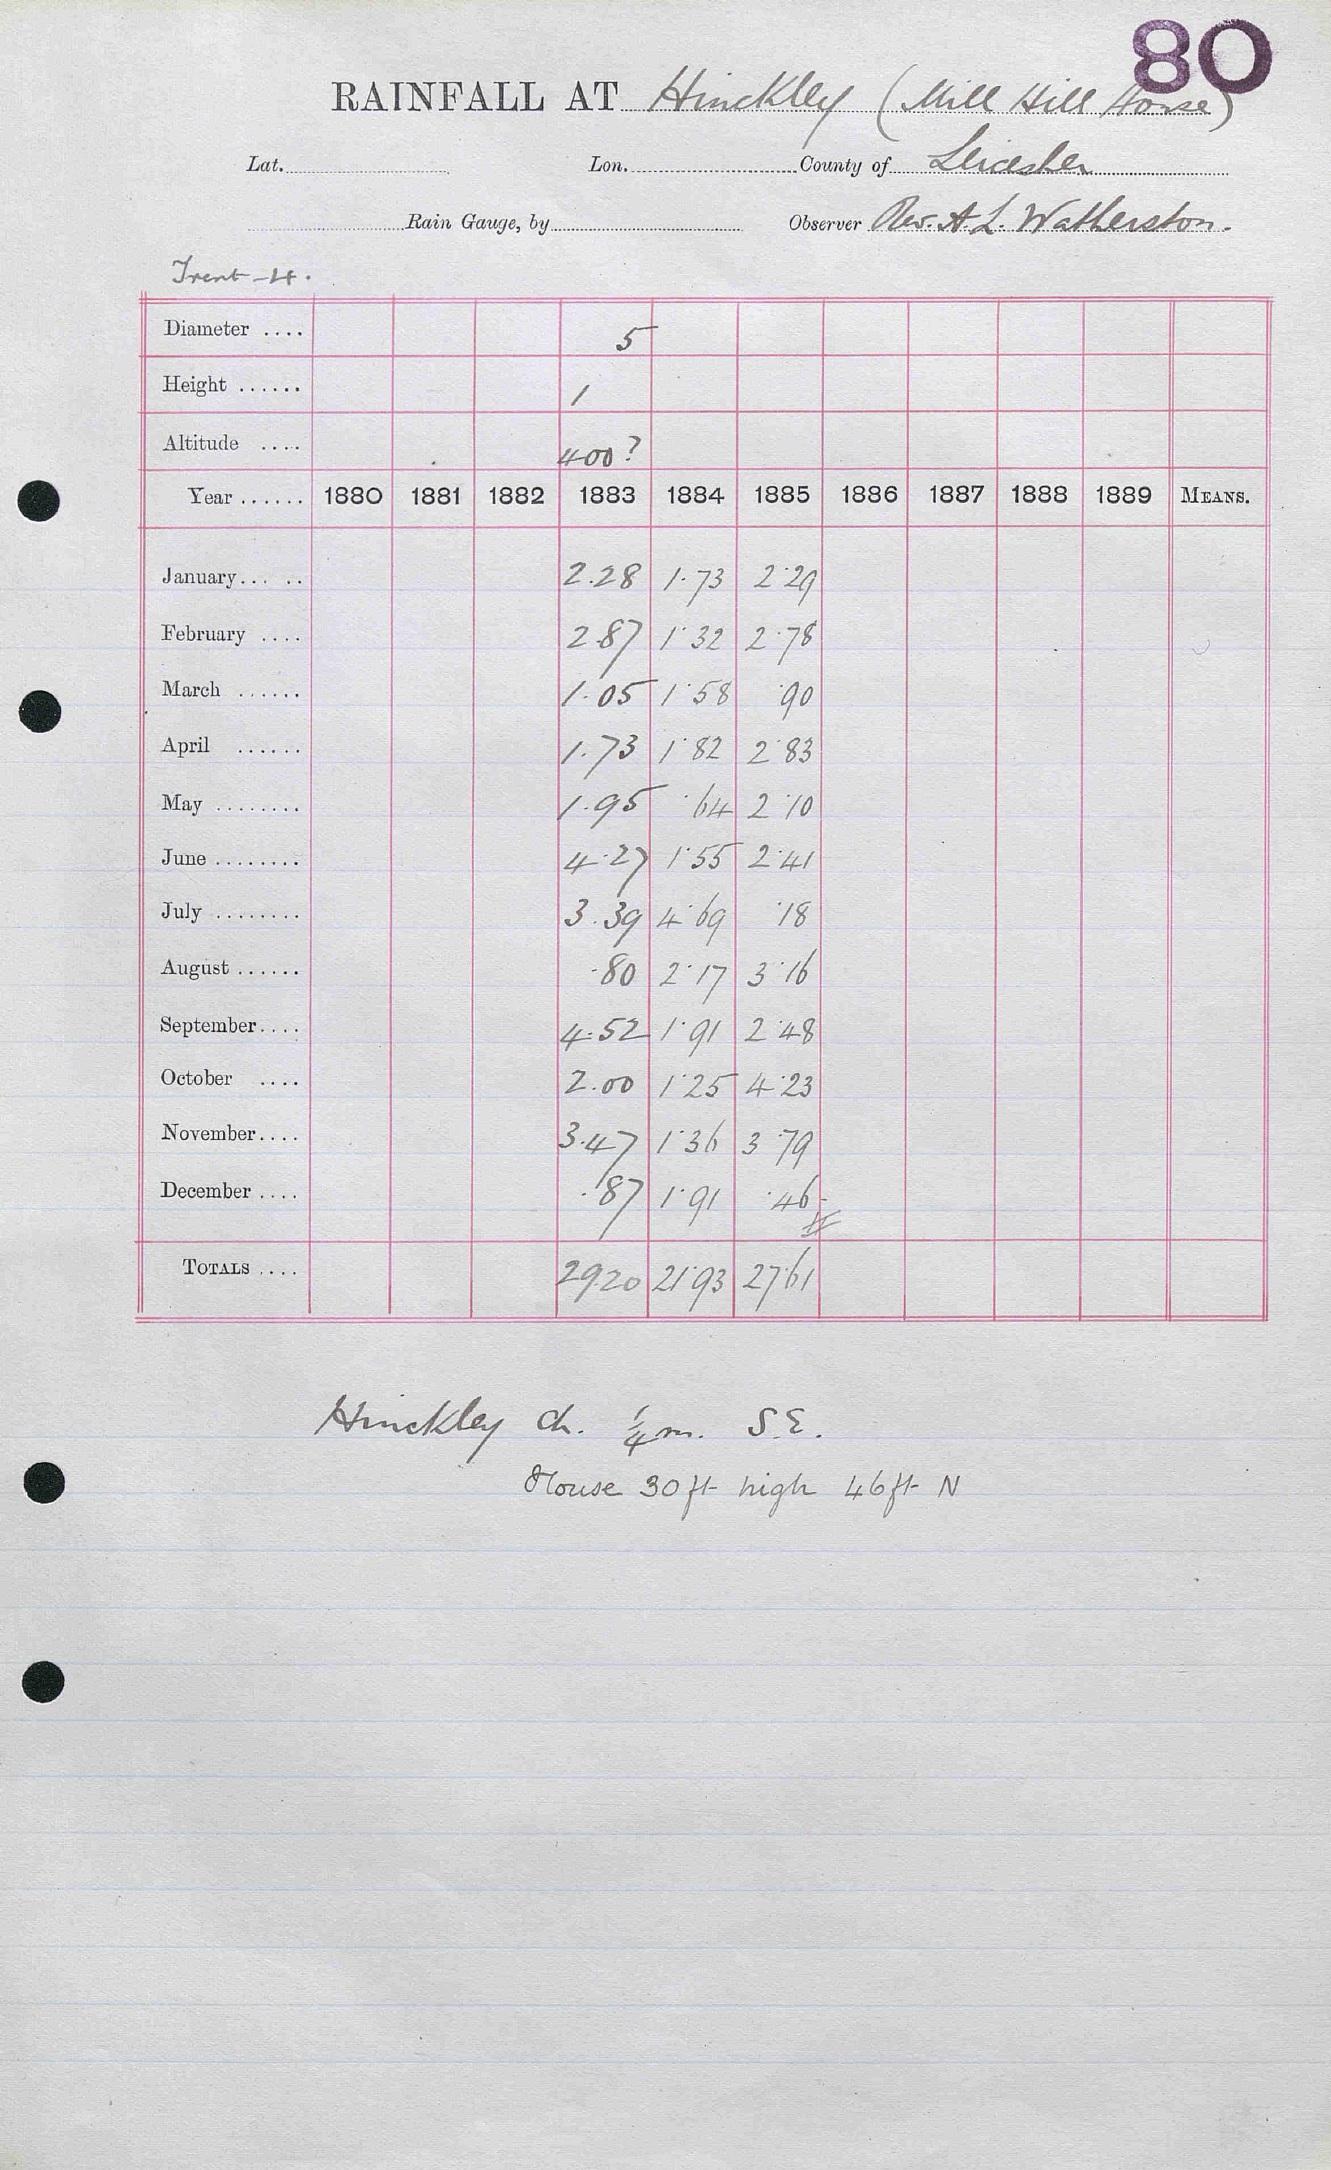 80
RAINFALL AT Hinckley (Mill Hill House)
Lat. Lon. County of Leicester
Rain Gauge, by Observer Rev. A. L. Watherston.
Trent - 4.
Diameter .... 5
Height ...... 1
Altitude .... 400?
Year ...... 1880 1881 1882 1883 1884 1885 1886 1887 1888 1889 MEANS.
January... .. 2.28 1.73 2.29
February .... 2.87 1.32 2.78
March ...... 1.05 1.58 .90
April ...... 1.73 1.82 2.83
May ........ 1.95 .64 2.10
June ........ 4.27 1.55 2.41
July ........ 3.39 4.69 .18
August ...... .80 2.17 3.16
September.... 4.52 1.91 2.48
October .... 2.00 1.25 4.23
November.... 3.47 1.36 3.79
December .... .87 1.91 .46
TOTALS .... 29.20 21.93 27.61
Hinckley ch. 1/4 m. S.E.
House 30 ft high 46 ft N